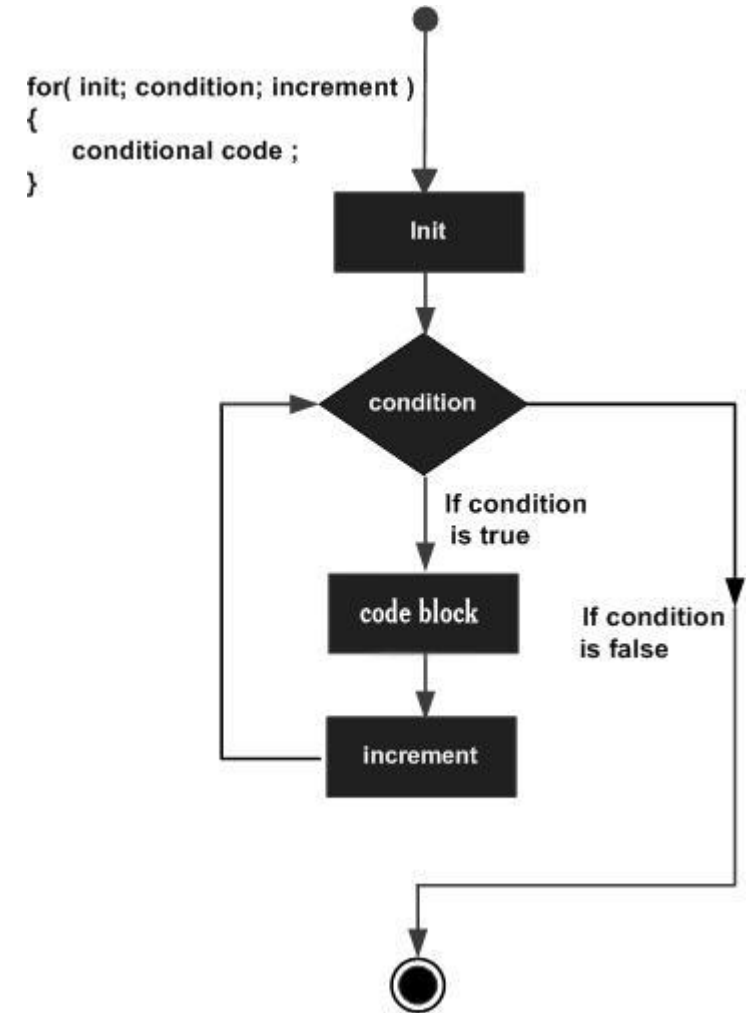 for( init; condition; increment )
{
conditional code ;
}
Init
condition
If condition
is true
code block
If condition
is false
increment